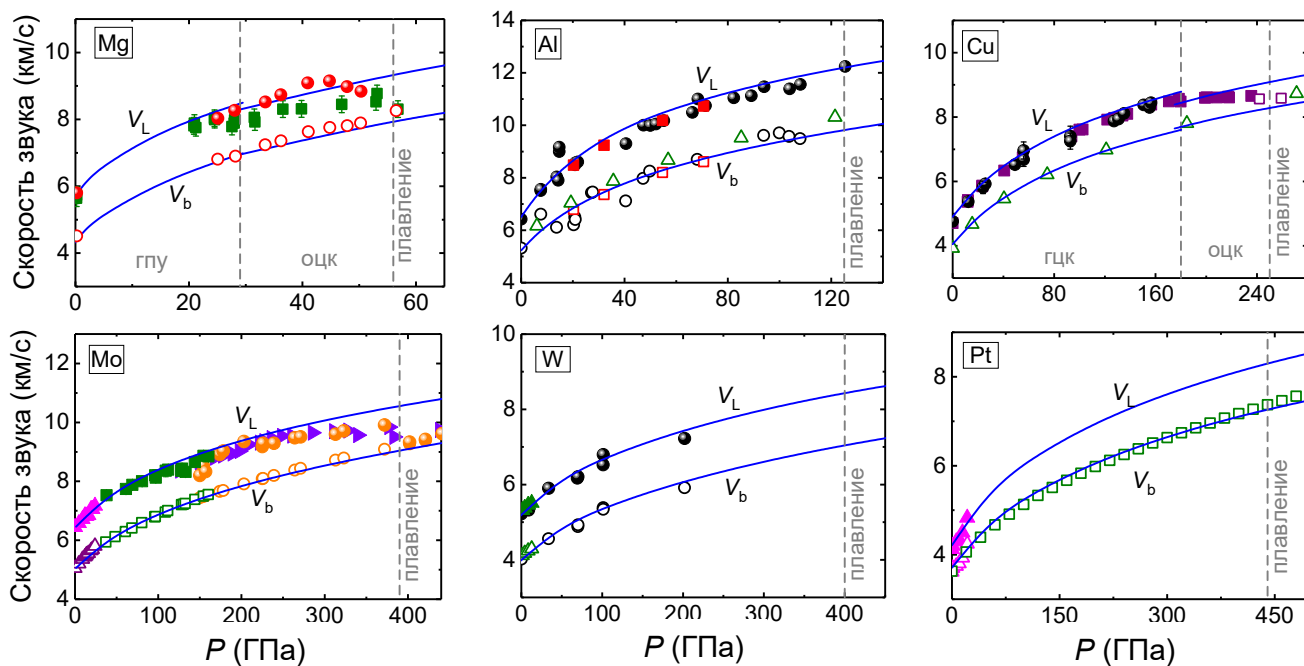 Скорость звука (км/с)
10
8
6
4
Mg
V_L
V_b
гпу
оцк
плавление
0
20
40
60
14
12
10
8
6
4
Al
V_L
V_b
плавление
0
40
80
120
10
8
6
4
Cu
V_L
V_b
гцк
оцк
плавление
0
80
160
240
Скорость звука (км/с)
12
10
8
6
4
Mo
V_L
V_b
плавление
0
100
200
300
400
P (ГПа)
10
8
6
4
2
W
V_L
V_b
плавление
0
100
200
300
400
P (ГПа)
8
6
4
Pt
V_L
V_b
плавление
0
150
300
450
P (ГПа)